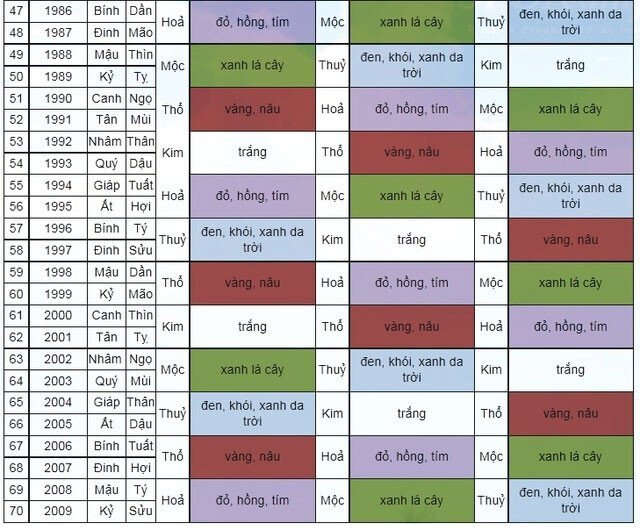 47 1986 Bính Dần Hoả đỏ, hồng, tím Mộc xanh lá cây Thuỷ đen, khói, xanh da trời
48 1987 Đinh Mão
49 1988 Mậu Thìn Mộc xanh lá cây Thuỷ đen, khói, xanh da trời Kim trắng
50 1989 Kỷ Tỵ
51 1990 Canh Ngọ Thổ vàng, nâu Hoả đỏ, hồng, tím Mộc xanh lá cây
52 1991 Tân Mùi
53 1992 Nhâm Thân Kim trắng Thổ vàng, nâu Hoả đỏ, hồng, tím
54 1993 Quý Dậu
55 1994 Giáp Tuất Hoả đỏ, hồng, tím Mộc xanh lá cây Thuỷ đen, khói, xanh da trời
56 1995 Ất Hợi
57 1996 Bính Tý Thuỷ đen, khói, xanh da trời Kim trắng Thổ vàng, nâu
58 1997 Đinh Sửu
59 1998 Mậu Dần Thổ vàng, nâu Hoả đỏ, hồng, tím Mộc xanh lá cây
60 1999 Kỷ Mão
61 2000 Canh Thìn Kim trắng Thổ vàng, nâu Hoả đỏ, hồng, tím
62 2001 Tân Tỵ
63 2002 Nhâm Ngọ Mộc xanh lá cây Thuỷ đen, khói, xanh da trời Kim trắng
64 2003 Quý Mùi
65 2004 Giáp Thân Thuỷ đen, khói, xanh da trời Kim trắng Thổ vàng, nâu
66 2005 Ất Dậu
67 2006 Bính Tuất Thổ vàng, nâu Hoả đỏ, hồng, tím Mộc xanh lá cây
68 2007 Đinh Hợi
69 2008 Mậu Tý Hoả đỏ, hồng, tím Mộc xanh lá cây Thuỷ đen, khói, xanh da trời
70 2009 Kỷ Sửu